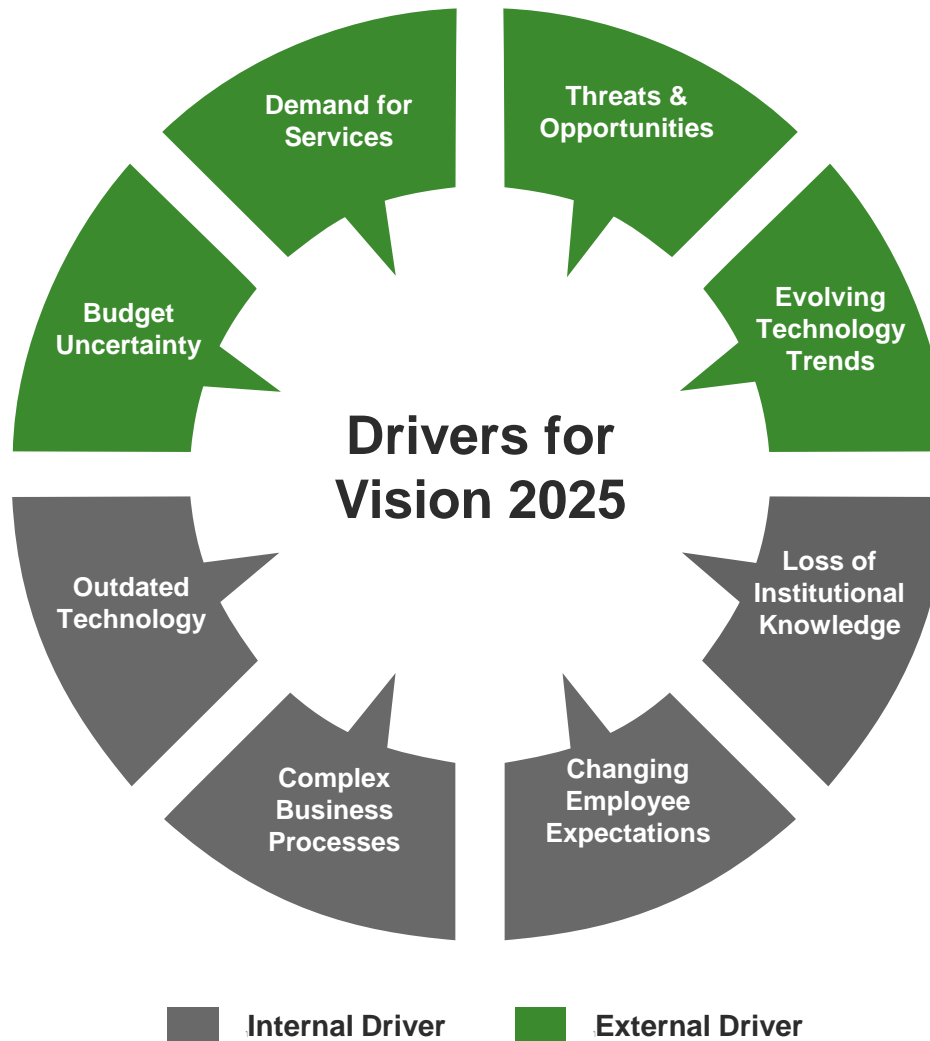 Demand for
Services
Threats &
Opportunities
Evolving
Technology
Trends
Budget
Uncertainty
Drivers for
Vision 2025
Outdated
Technology
Loss of
Institutional
Knowledge
Complex
Business
Processes
Changing
Employee
Expectations
Internal Driver
External Driver